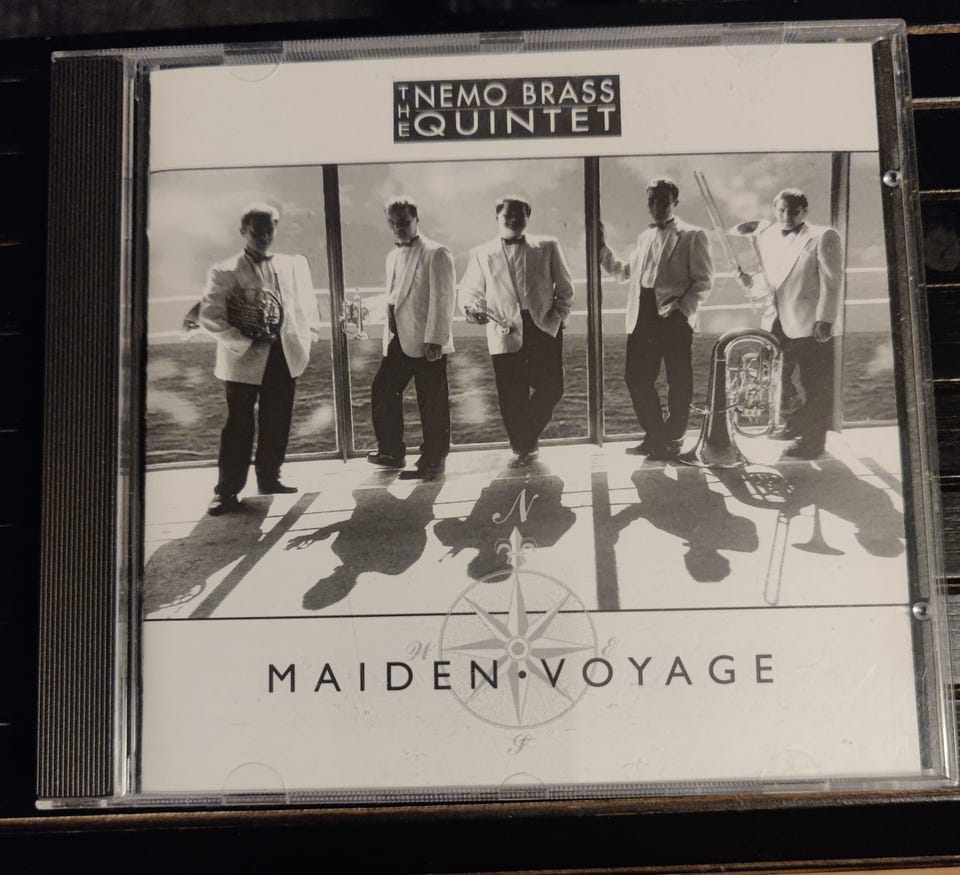 THE NEMO BRASS
QUINTET
N
W E
MAIDEN · VOYAGE
S